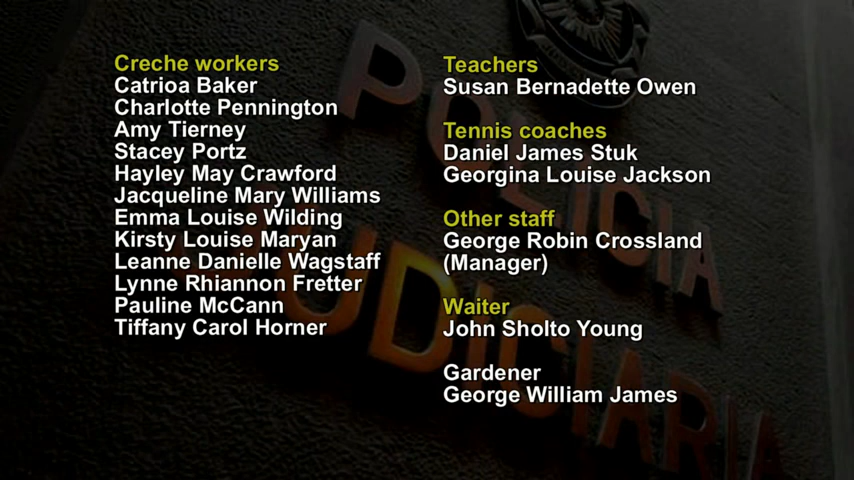 Creche workers
Catrioa Baker
Charlotte Pennington
Amy Tierney
Stacey Portz
Hayley May Crawford
Jacqueline Mary Williams
Emma Louise Wilding
Kirsty Louise Maryan
Leanne Danielle Wagstaff
Lynne Rhiannon Fretter
Pauline McCann
Tiffany Carol Horner
Teachers
Susan Bernadette Owen
Tennis coaches
Daniel James Stuk
Georgina Louise Jackson
Other staff
George Robin Crossland
(Manager)
Waiter
John Sholto Young
Gardener
George William James
POLICIA
JUDICIARIA